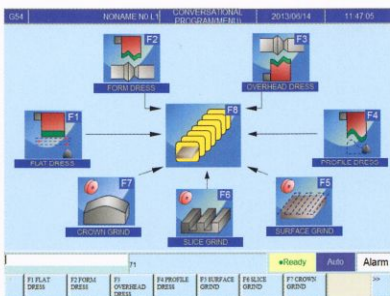 G54 NONAME N0 L1 CONVERSATIONAL PROGRAM(MENU) 2013/06/14 11:47:05
F2
FORM DRESS
F3
OVERHEAD DRESS
F1
FLAT DRESS
F8
F4
PROFILE DRESS
F7
CROWN GRIND
F6
SLICE GRIND
F5
SURFACE GRIND
Ready Auto Alarm
F1 FLAT DRESS
F2 FORM DRESS
F3 OVERHEAD DRESS
F4 PROFILE DRESS
F5 SURFACE GRIND
F6 SLICE GRIND
F7 CROWN GRIND
>>